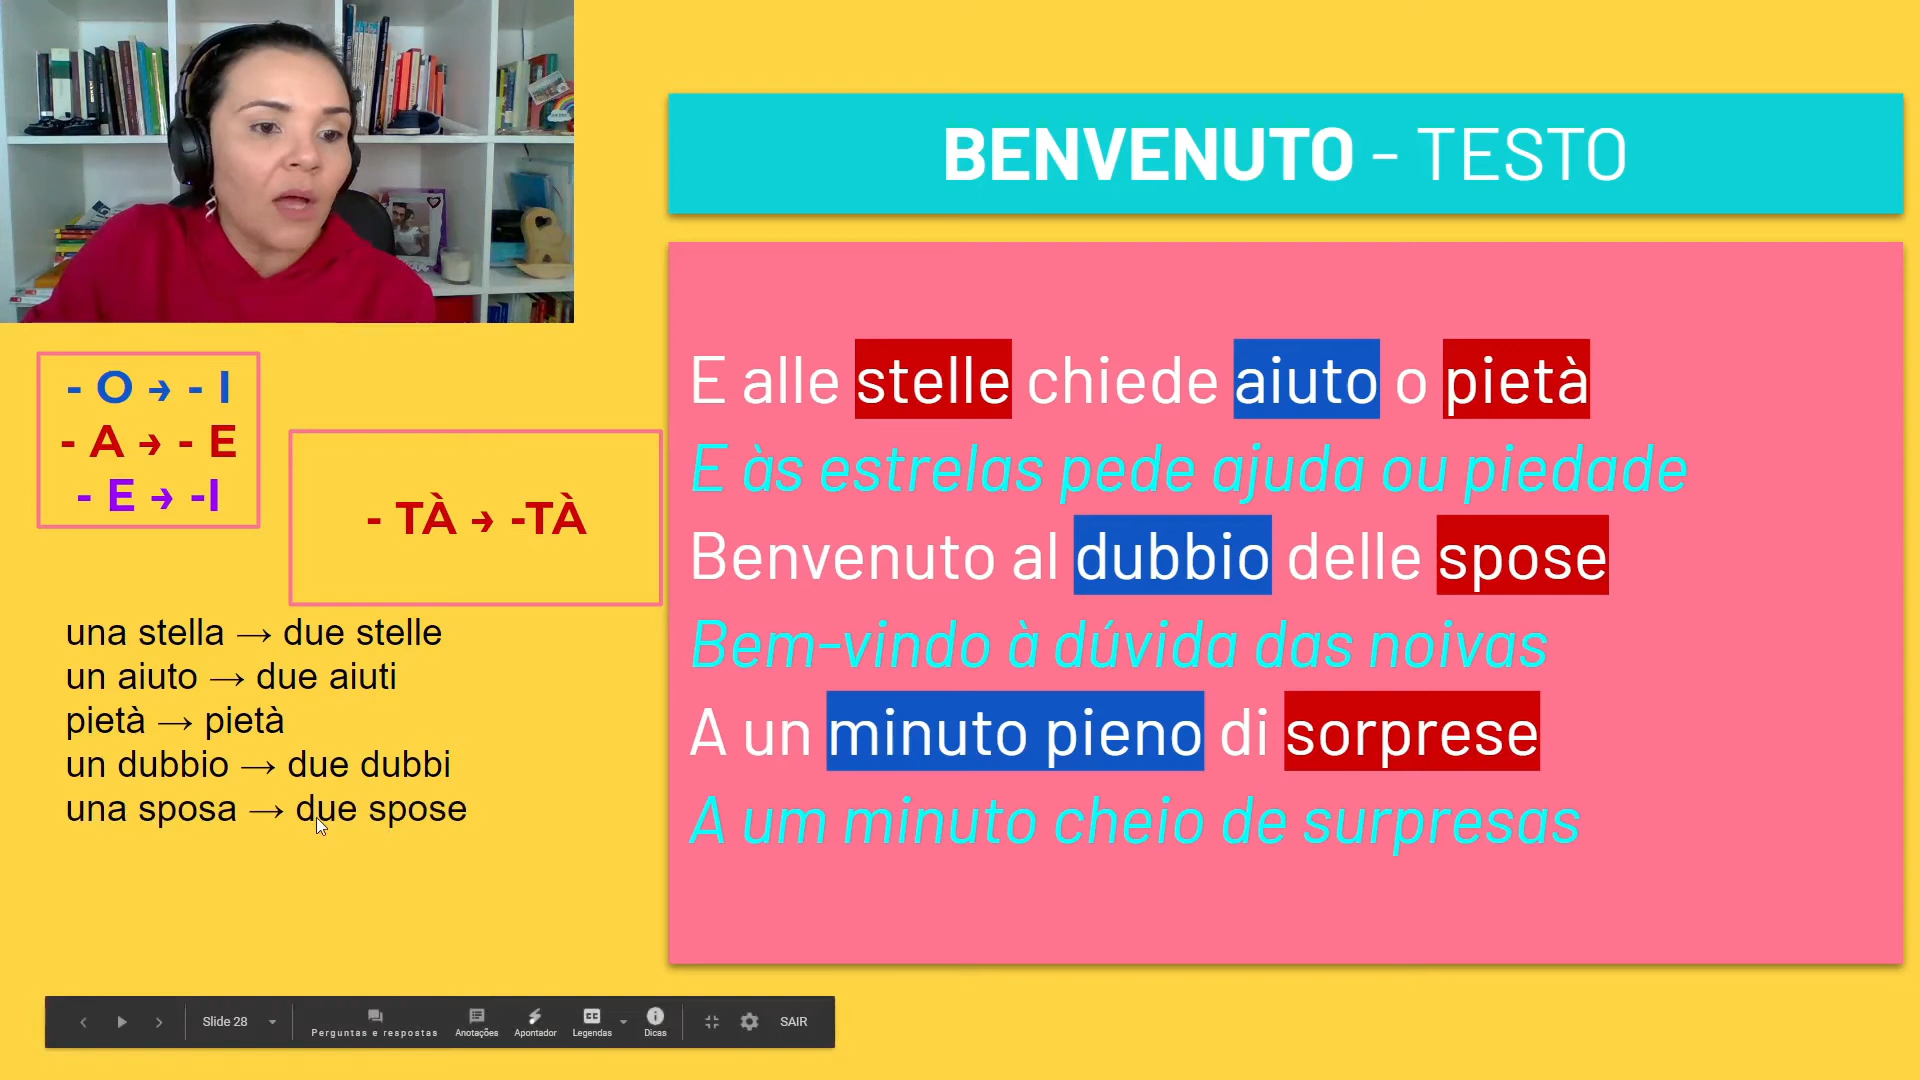 BENVENUTO - TESTO
- O → - I
- A → - E
- E → -I
- TÀ → -TÀ
una stella → due stelle
un aiuto → due aiuti
pietà → pietà
un dubbio → due dubbi
una sposa → due spose
E alle stelle chiede aiuto o pietà
E às estrelas pede ajuda ou piedade
Benvenuto al dubbio delle spose
Bem-vindo à dúvida das noivas
A un minuto pieno di sorprese
A um minuto cheio de surpresas
Slide 28
Perguntas e respostas
Anotações
Apontador
Legendas
Dicas
SAIR